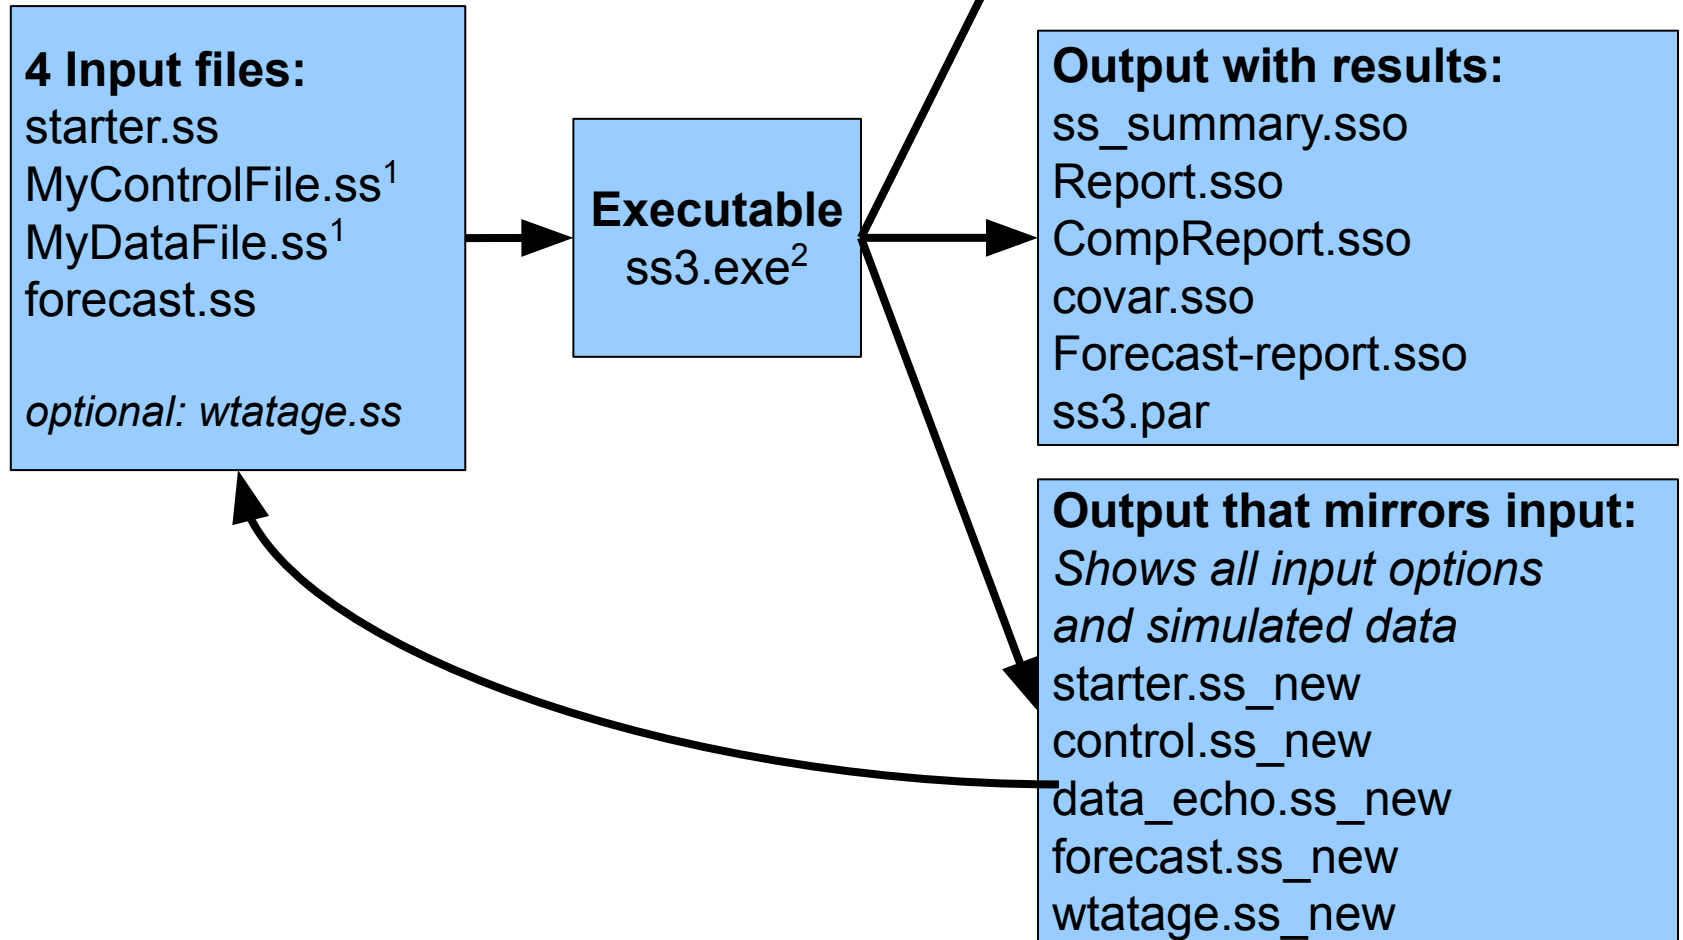 4 Input files:
starter.ss
MyControlFile.ss¹
MyDataFile.ss¹
forecast.ss
optional: wtatage.ss
Executable
ss3.exe²
Output with results:
ss_summary.sso
Report.sso
CompReport.sso
covar.sso
Forecast-report.sso
ss3.par
Output that mirrors input:
Shows all input options
and simulated data
starter.ss_new
control.ss_new
data_echo.ss_new
forecast.ss_new
wtatage.ss_new